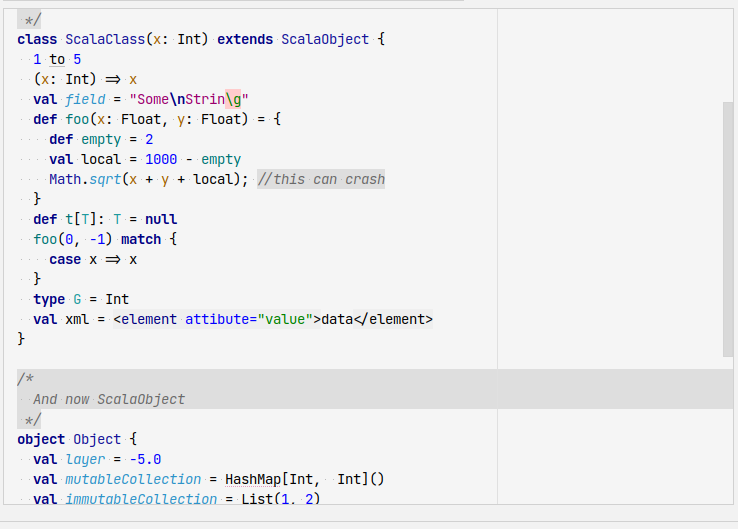 */
class ScalaClass(x: Int) extends ScalaObject {
  1 to 5
  (x: Int) => x
  val field = "Some\nStrin\g"
  def foo(x: Float, y: Float) = {
    def empty = 2
    val local = 1000 - empty
    Math.sqrt(x + y + local); //this can crash
  }
  def t[T]: T = null
  foo(0, -1) match {
    case x => x
  }
  type G = Int
  val xml = <element attibute="value">data</element>
}

/*
  And now ScalaObject
 */
object Object {
  val layer = -5.0
  val mutableCollection = HashMap[Int,  Int]()
  val immutableCollection = List(1, 2)